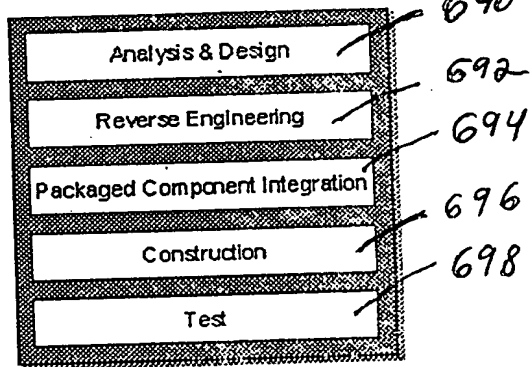 Analysis & Design 690
Reverse Engineering 692
Packaged Component Integration 694
Construction 696
Test 698